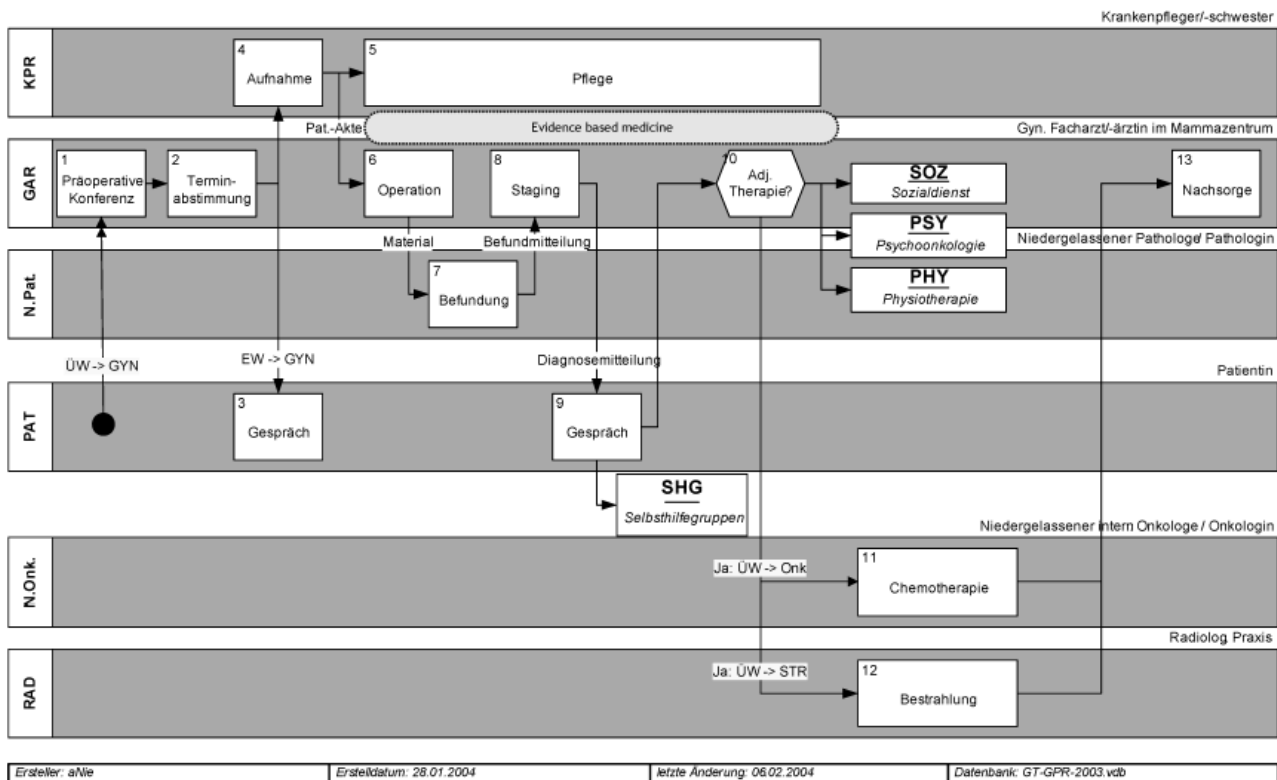 Krankenpfleger/-schwester
KPR
4
Aufnahme
5
Pflege
Pat.-Akte
Evidence based medicine
Gyn. Facharzt/-ärztin im Mammazentrum
GAR
1
Präoperative
Konferenz
2
Termin-
abstimmung
6
Operation
8
Staging
10
Adj.
Therapie?
SOZ
Sozialdienst
PSY
Psychoonkologie
13
Nachsorge
Material
Befundmitteilung
Niedergelassener Pathologe/ Pathologin
N.Pat.
7
Befundung
PHY
Physiotherapie
ÜW -> GYN
EW -> GYN
Diagnosemitteilung
Patientin
PAT
3
Gespräch
9
Gespräch
SHG
Selbsthilfegruppen
Niedergelassener intern Onkologe / Onkologin
N.Onk.
Ja: ÜW -> Onk
11
Chemotherapie
Radiolog. Praxis
RAD
Ja: ÜW -> STR
12
Bestrahlung
Ersteller: aNie
Erstelldatum: 28.01.2004
letzte Änderung: 06.02.2004
Datenbank: GT-GPR-2003.vdb